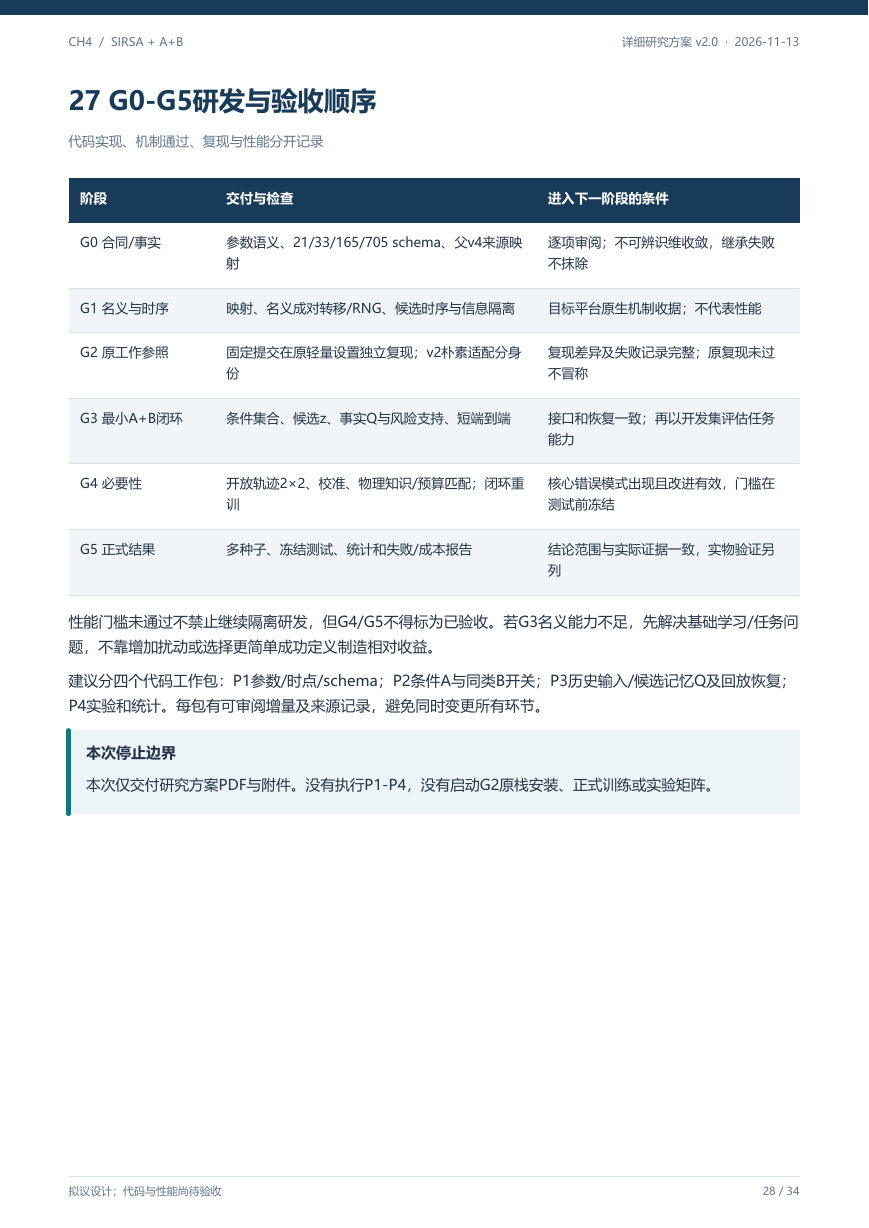 CH4 / SIRSA + A+B
详细研究方案 v2.0 · 2026-11-13
27 G0-G5研发与验收顺序
代码实现、机制通过、复现与性能分开记录
阶段 交付与检查 进入下一阶段的条件
G0 合同/事实 参数语义、21/33/165/705 schema、父v4来源映 逐项审阅；不可辨识维收敛，继承失败
射 不抹除
G1 名义与时序 映射、名义成对转移/RNG、候选时序与信息隔离 目标平台原生机制收据；不代表性能
G2 原工作参照 固定提交在原轻量设置独立复现；v2朴素适配分身 复现差异及失败记录完整；原复现未过
份 不冒称
G3 最小A+B闭环 条件集合、候选z、事实Q与风险支持、短端到端 接口和恢复一致；再以开发集评估任务
能力
G4 必要性 开放轨迹2×2、校准、物理知识/预算匹配；闭环重 核心错误模式出现且改进有效，门槛在
训 测试前冻结
G5 正式结果 多种子、冻结测试、统计和失败/成本报告 结论范围与实际证据一致，实物验证另
列
性能门槛未通过不禁止继续隔离研发，但G4/G5不得标为已验收。若G3名义能力不足，先解决基础学习/任务问
题，不靠增加扰动或选择更简单成功定义制造相对收益。
建议分四个代码工作包：P1参数/时点/schema；P2条件A与同类B开关；P3历史输入/候选记忆Q及回放恢复；
P4实验和统计。每包有可审阅增量及来源记录，避免同时变更所有环节。
本次停止边界
本次仅交付研究方案PDF与附件。没有执行P1-P4，没有启动G2原栈安装、正式训练或实验矩阵。
拟议设计；代码与性能尚待验收
28 / 34